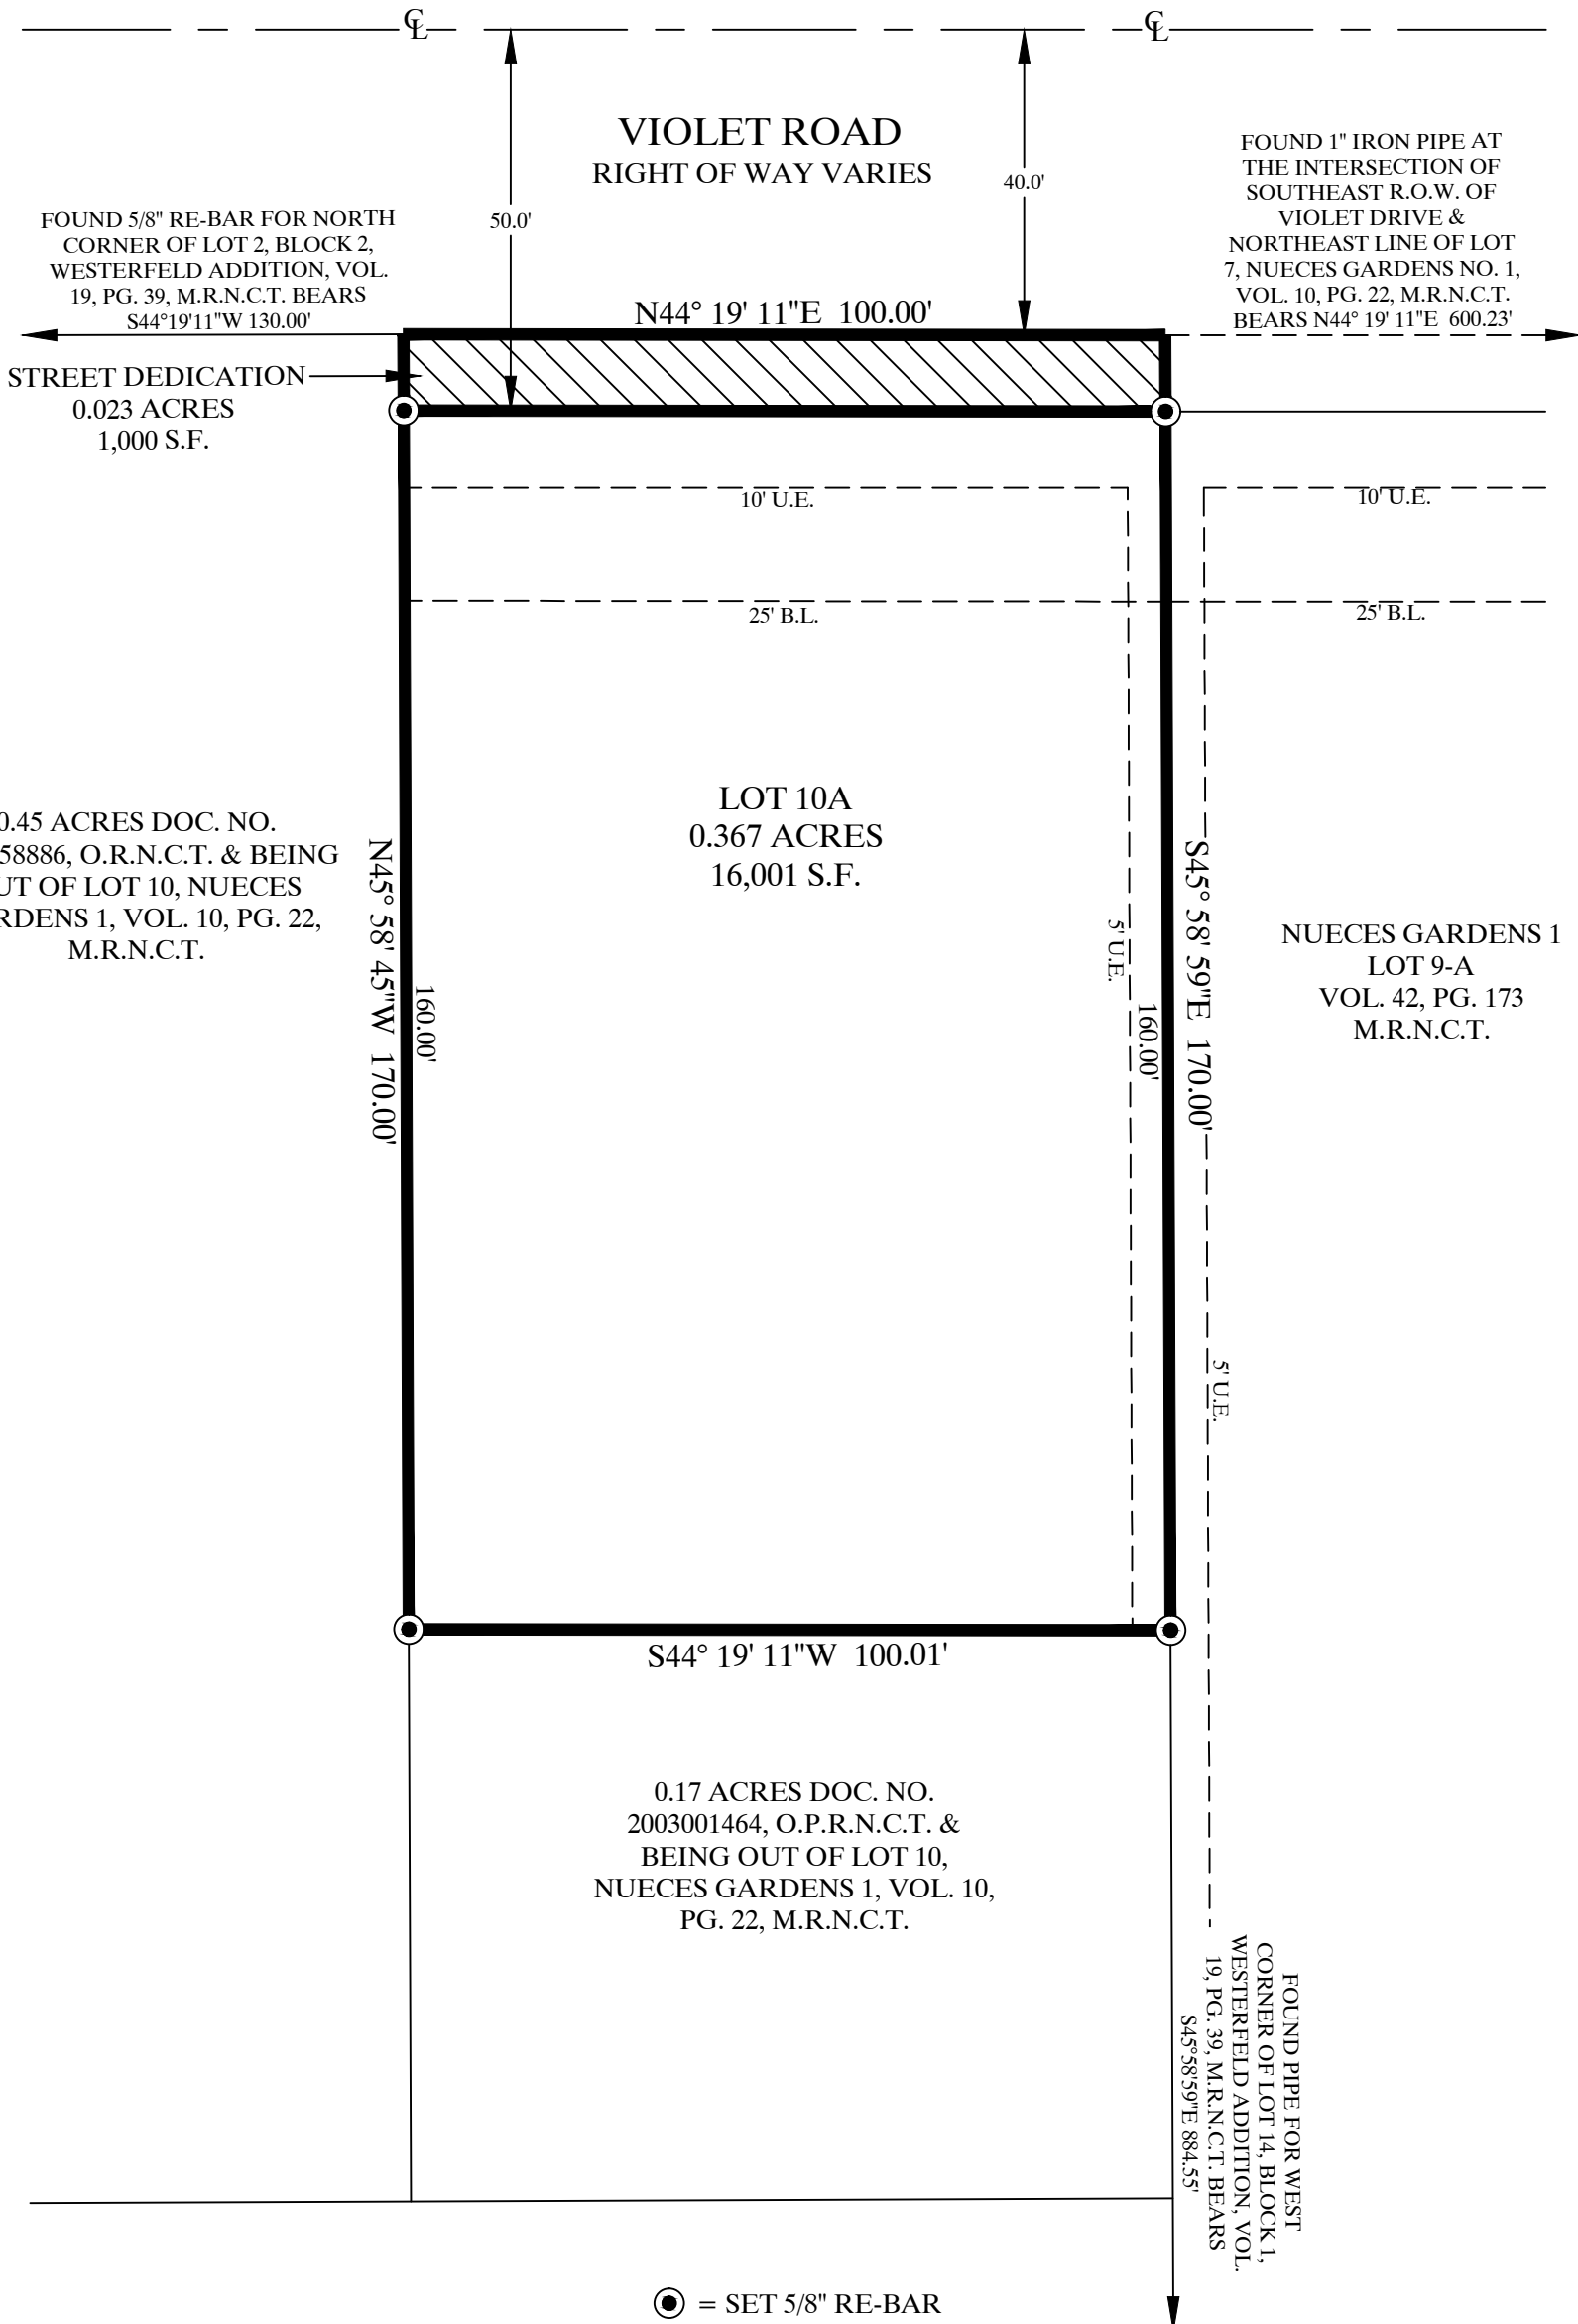 ℄
℄
VIOLET ROAD
RIGHT OF WAY VARIES
50.0'
40.0'
FOUND 5/8" RE-BAR FOR NORTH
CORNER OF LOT 2, BLOCK 2,
WESTERFELD ADDITION, VOL.
19, PG. 39, M.R.N.C.T. BEARS
S44°19'11"W 130.00'
FOUND 1" IRON PIPE AT
THE INTERSECTION OF
SOUTHEAST R.O.W. OF
VIOLET DRIVE &
NORTHEAST LINE OF LOT
7, NUECES GARDENS NO. 1,
VOL. 10, PG. 22, M.R.N.C.T.
BEARS N44° 19' 11"E 600.23'
N44° 19' 11"E 100.00'
STREET DEDICATION
0.023 ACRES
1,000 S.F.
10' U.E.
10' U.E.
25' B.L.
25' B.L.
LOT 10A
0.367 ACRES
16,001 S.F.
0.45 ACRES DOC. NO.
58886, O.R.N.C.T. & BEING
UT OF LOT 10, NUECES
RDENS 1, VOL. 10, PG. 22,
M.R.N.C.T.
N45° 58' 45"W 170.00'
160.00'
5' U.E.
160.00'
S45° 58' 59"E 170.00'
NUECES GARDENS 1
LOT 9-A
VOL. 42, PG. 173
M.R.N.C.T.
5' U.E.
S44° 19' 11"W 100.01'
0.17 ACRES DOC. NO.
2003001464, O.P.R.N.C.T. &
BEING OUT OF LOT 10,
NUECES GARDENS 1, VOL. 10,
PG. 22, M.R.N.C.T.
FOUND PIPE FOR WEST
CORNER OF LOT 14, BLOCK 1,
WESTERFELD ADDITION, VOL.
19, PG. 39, M.R.N.C.T. BEARS
S45°58'59"E 884.55'
= SET 5/8" RE-BAR